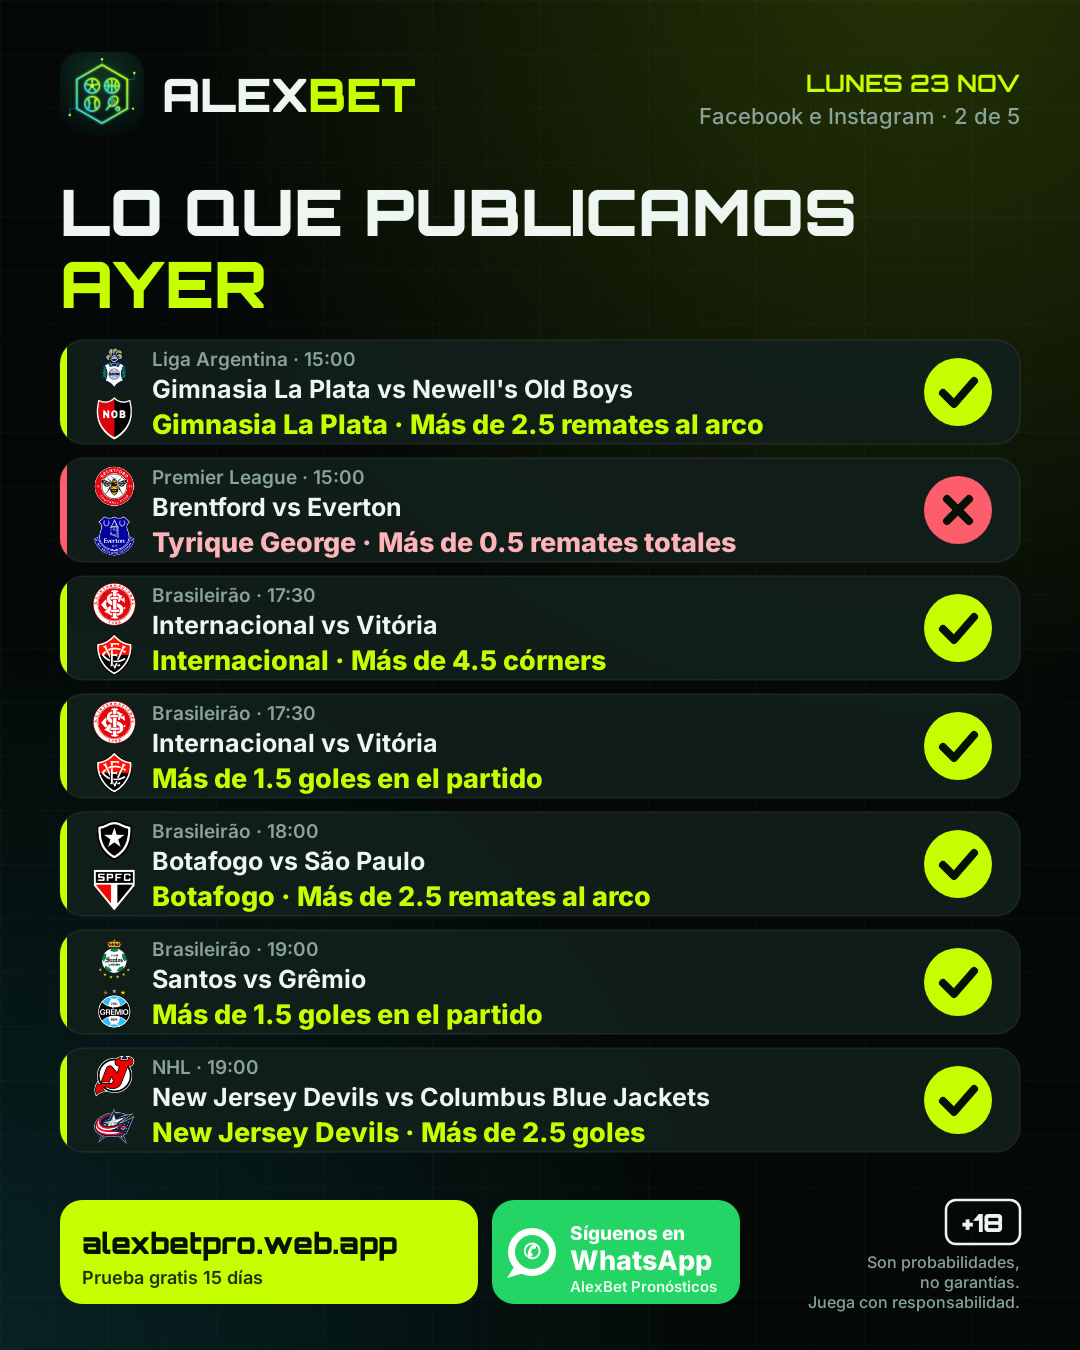 ALEXBET
LUNES 23 NOV
Facebook e Instagram · 2 de 5
LO QUE PUBLICAMOS
AYER
Liga Argentina · 15:00
Gimnasia La Plata vs Newell's Old Boys
NOB
Gimnasia La Plata · Más de 2.5 remates al arco
Premier League · 15:00
Brentford vs Everton
Everton
Tyrique George · Más de 0.5 remates totales
Brasileirão · 17:30
Internacional vs Vitória
Internacional · Más de 4.5 córners
Brasileirão · 17:30
Internacional vs Vitória
Más de 1.5 goles en el partido
Brasileirão · 18:00
Botafogo vs São Paulo
SPFC
Botafogo · Más de 2.5 remates al arco
Brasileirão · 19:00
Santos vs Grêmio
GRÊMIO
Más de 1.5 goles en el partido
NHL · 19:00
New Jersey Devils vs Columbus Blue Jackets
New Jersey Devils · Más de 2.5 goles
alexbetpro.web.app
Prueba gratis 15 días
Síguenos en
WhatsApp
AlexBet Pronósticos
+18
Son probabilidades,
no garantías.
Juega con responsabilidad.